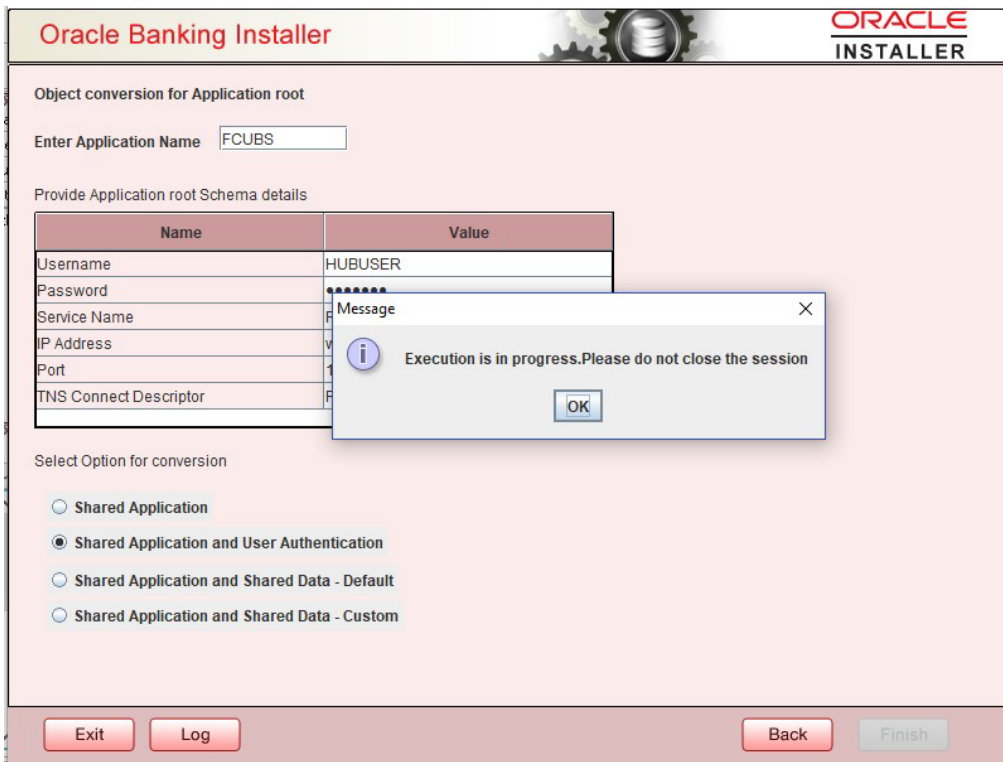 Oracle Banking Installer
ORACLE
INSTALLER
Object conversion for Application root
Enter Application Name FCUBS
Provide Application root Schema details
Name Value
Username HUBUSER
Password
Service Name
IP Address
Port
TNS Connect Descriptor
Message
Execution is in progress.Please do not close the session
OK
Select Option for conversion
Shared Application
Shared Application and User Authentication
Shared Application and Shared Data - Default
Shared Application and Shared Data - Custom
Exit Log Back Finish